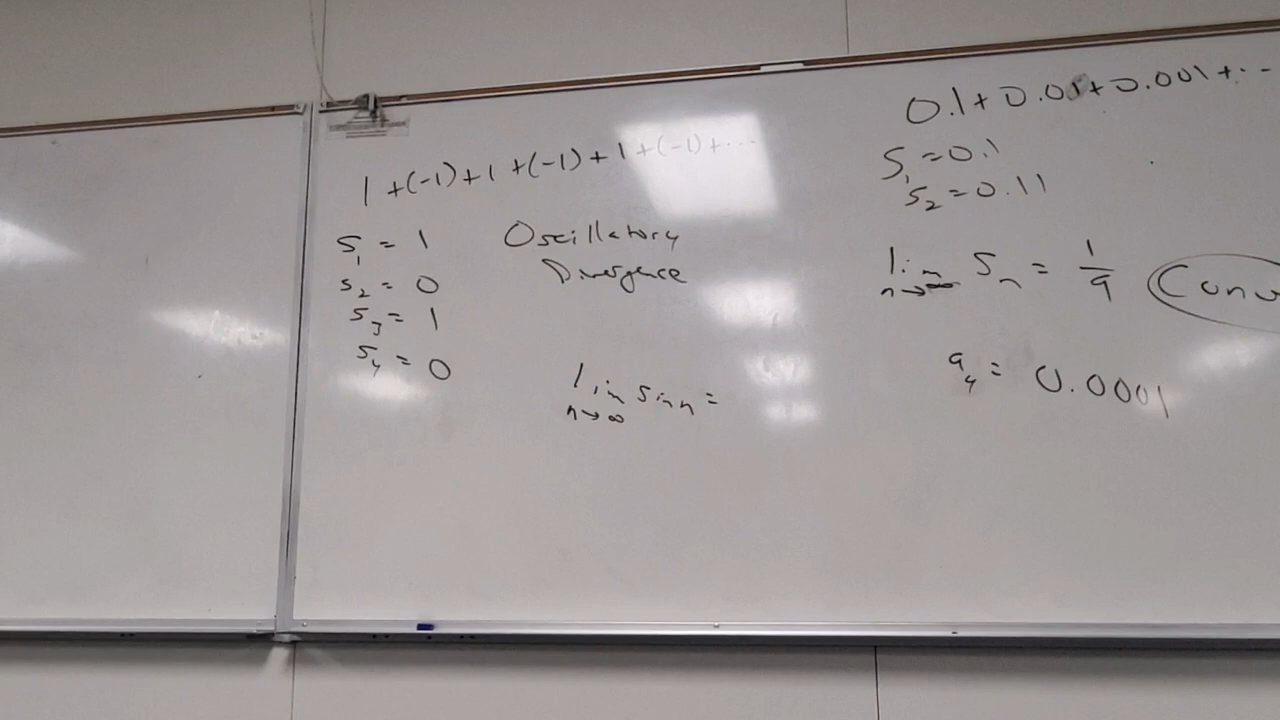 1 + (-1) + 1 + (-1) + 1 + (-1) + ...
S₁ = 1
S₂ = 0
S₃ = 1
S₄ = 0
Oscillatory
Divergence
lim sin n =
n→∞
0.1 + 0.01 + 0.001 + ...
S₁ = 0.1
S₂ = 0.11
lim Sₙ = 1/9
n→∞
Conv
a₄ = 0.0001